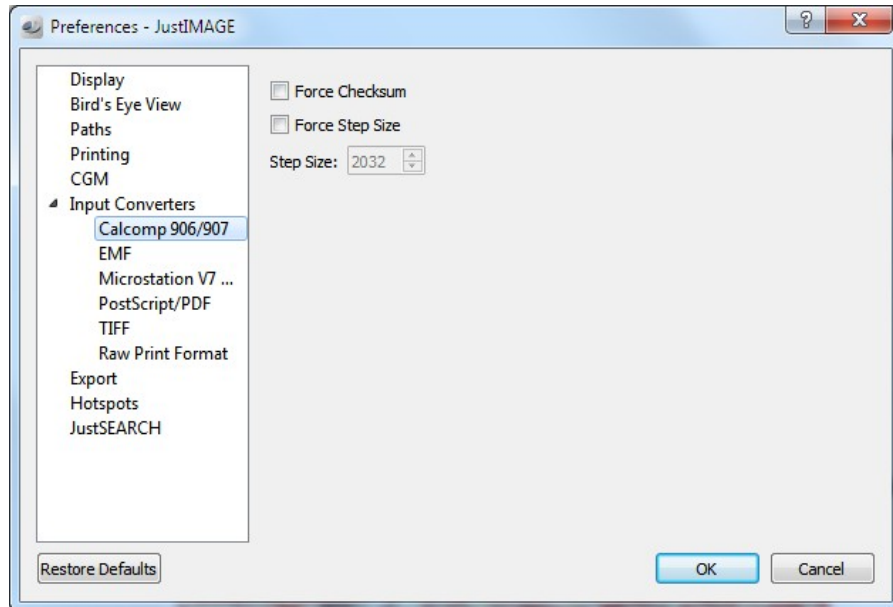 Preferences - JustIMAGE
Display
Bird's Eye View
Paths
Printing
CGM
Input Converters
Calcomp 906/907
EMF
Microstation V7 ...
PostScript/PDF
TIFF
Raw Print Format
Export
Hotspots
JustSEARCH
Force Checksum
Force Step Size
Step Size: 2032
Restore Defaults
OK
Cancel